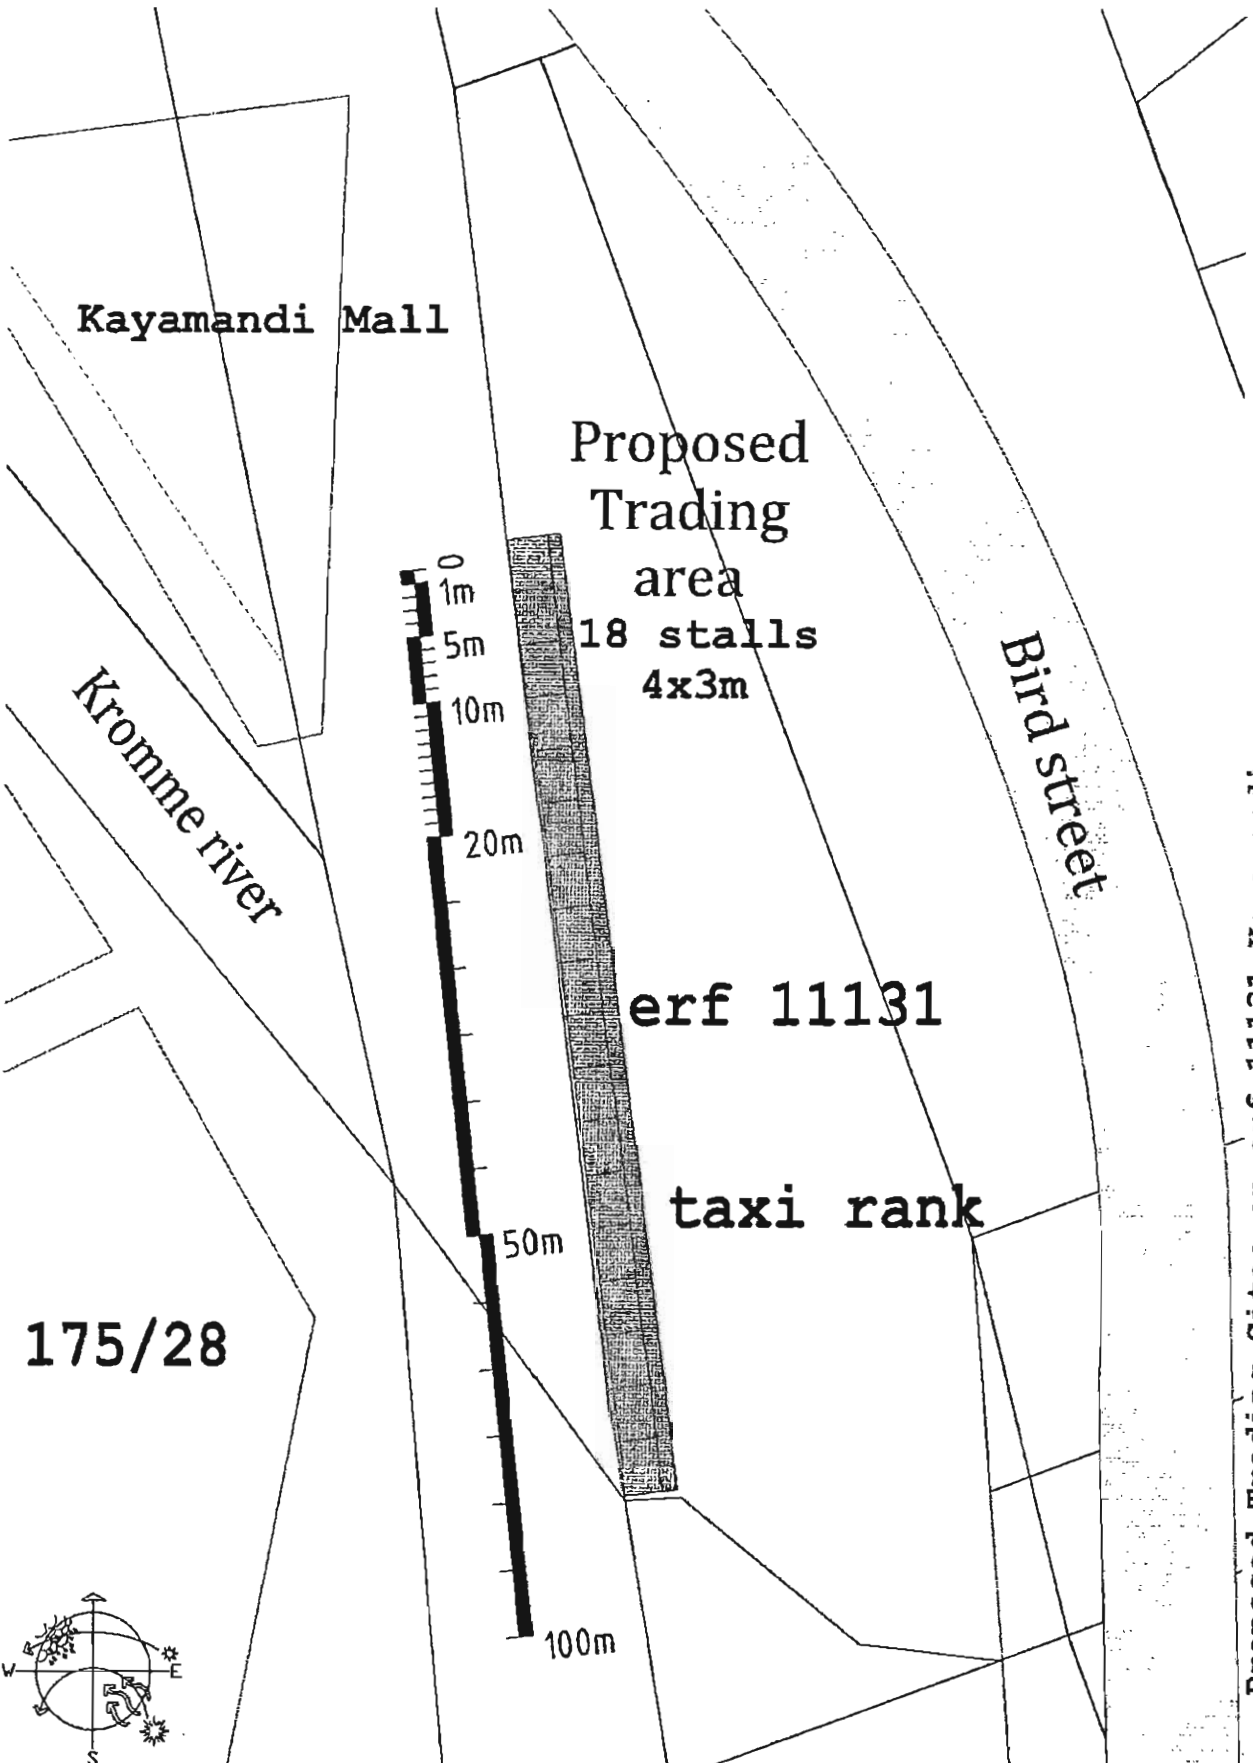 Kayamandi Mall
Proposed
Trading
area
18 stalls
4x3m
0
1m
5m
10m
20m
50m
100m
Kromme river
Bird street
erf 11131
taxi rank
175/28
W
E
S